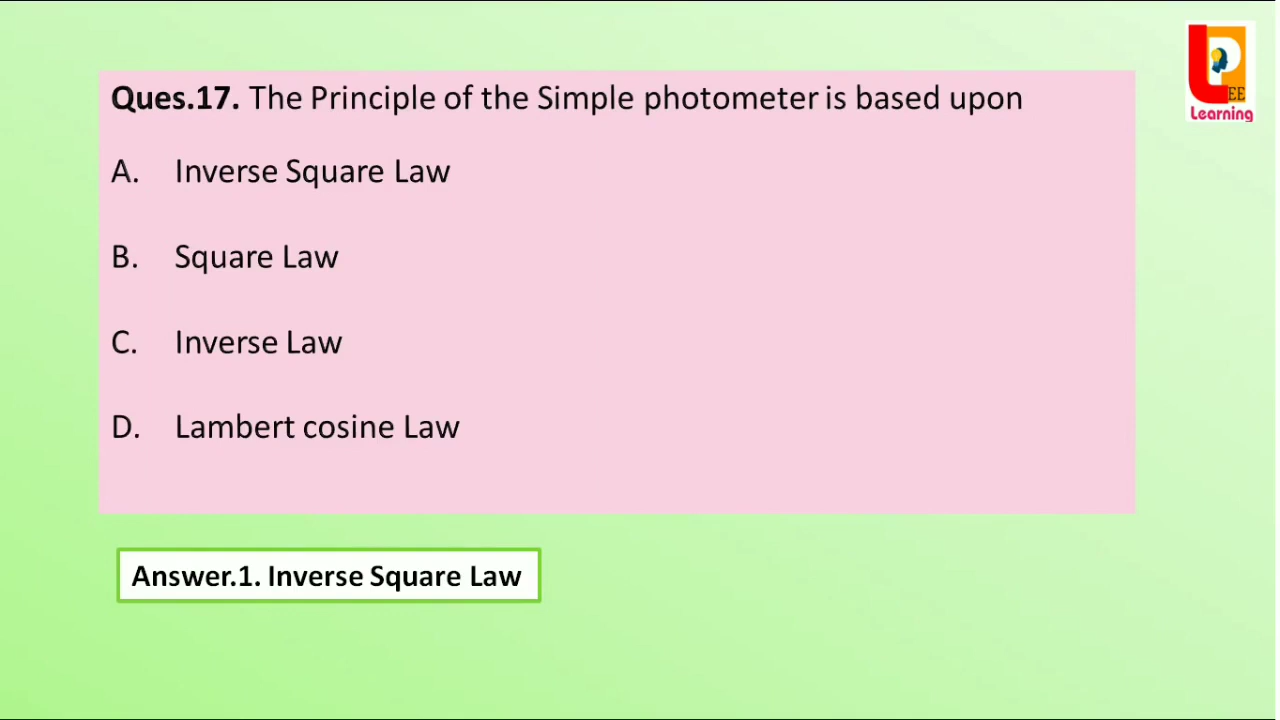 Ques.17. The Principle of the Simple photometer is based upon
A. Inverse Square Law
B. Square Law
C. Inverse Law
D. Lambert cosine Law
Answer.1. Inverse Square Law
LP
EE
Learning